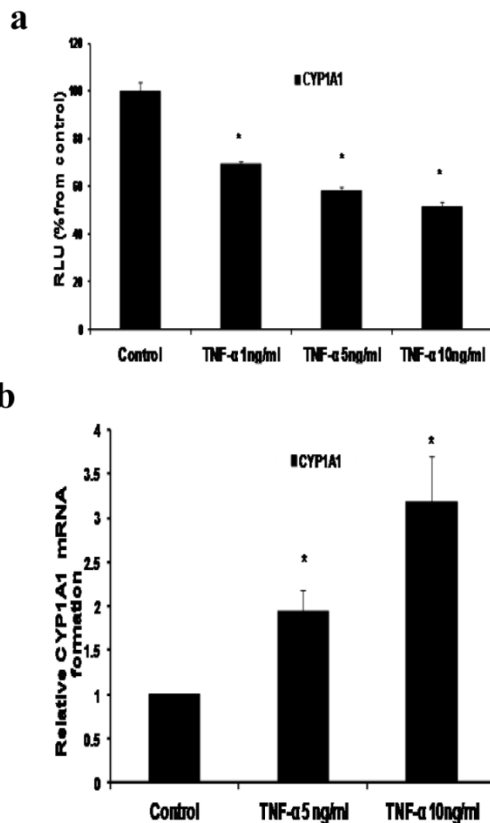 a
120
100
80
60
40
20
0
RLU (% from control)
CYP1A1
*
*
*
Control
TNF-α 1ng/ml
TNF-α 5ng/ml
TNF-α 10ng/ml
b
4
3.5
3
2.5
2
1.5
1
0.5
0
Relative CYP1A1 mRNA
formation
CYP1A1
*
*
Control
TNF-α 5 ng/ml
TNF-α 10ng/ml